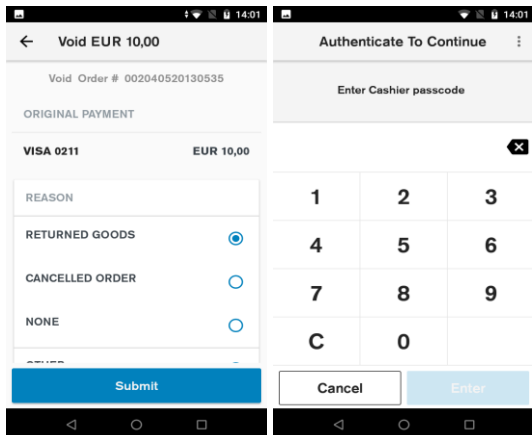 14:01
Void EUR 10,00
Void Order # 002040520130535
ORIGINAL PAYMENT
VISA 0211 EUR 10,00
REASON
RETURNED GOODS
CANCELLED ORDER
NONE
OTHER
Submit
14:01
Authenticate To Continue
Enter Cashier passcode
1 2 3
4 5 6
7 8 9
C 0
Cancel Enter